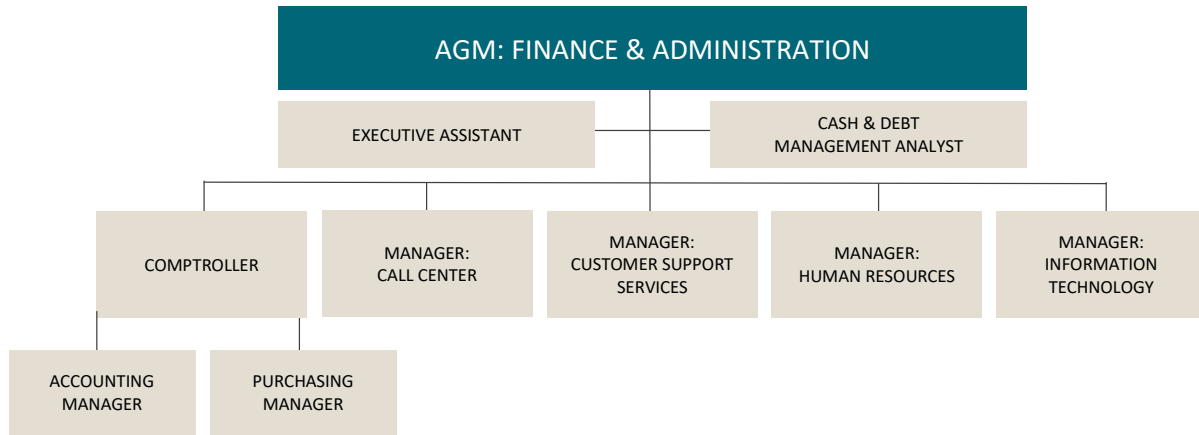 AGM: FINANCE & ADMINISTRATION
EXECUTIVE ASSISTANT
CASH & DEBT
MANAGEMENT ANALYST
COMPTROLLER
MANAGER:
CALL CENTER
MANAGER:
CUSTOMER SUPPORT
SERVICES
MANAGER:
HUMAN RESOURCES
MANAGER:
INFORMATION
TECHNOLOGY
ACCOUNTING
MANAGER
PURCHASING
MANAGER